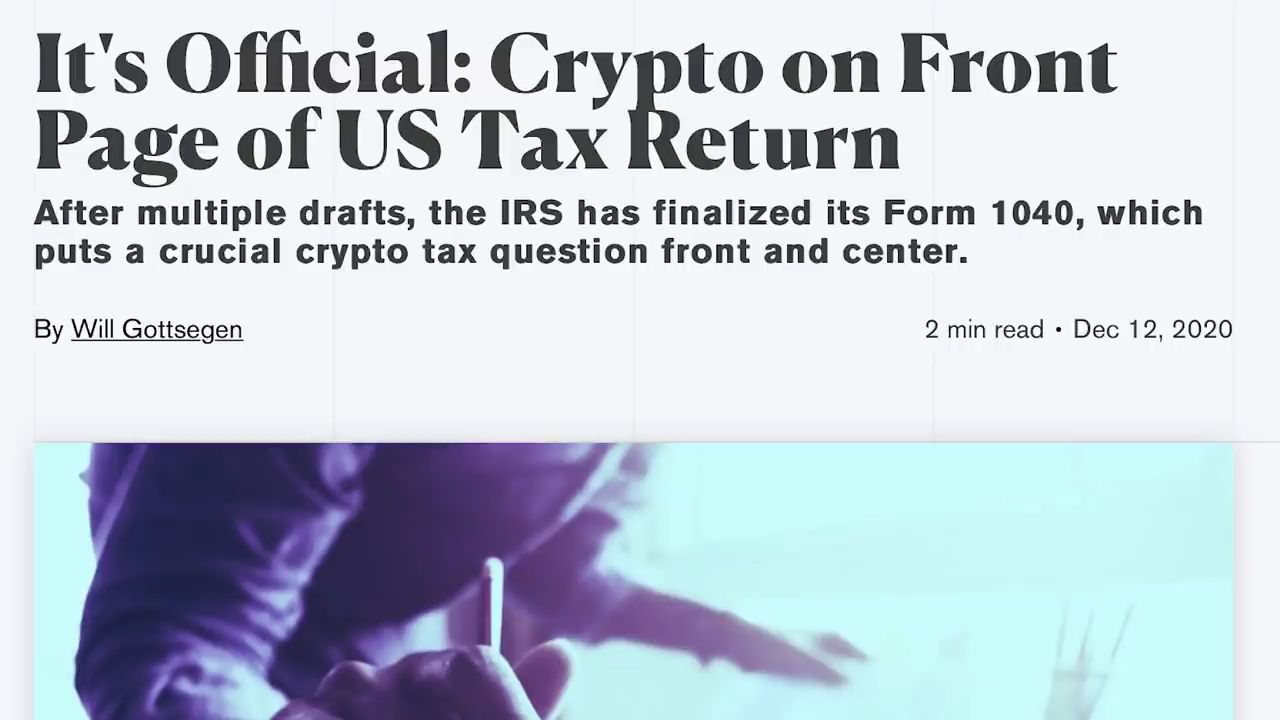 It's Official: Crypto on Front
Page of US Tax Return
After multiple drafts, the IRS has finalized its Form 1040, which
puts a crucial crypto tax question front and center.
By Will Gottsegen
2 min read • Dec 12, 2020